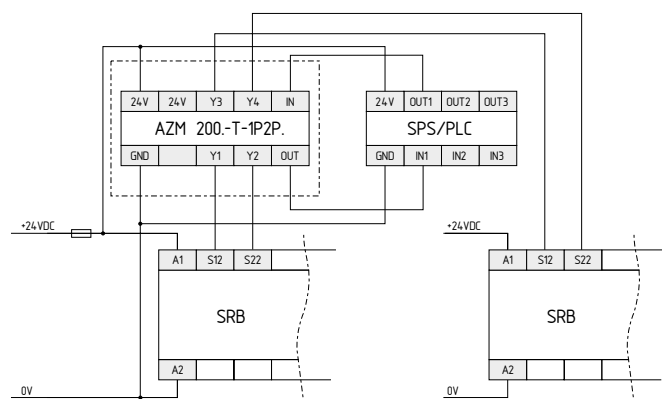 24V 24V Y3 Y4 IN
AZM 200.-T-1P2P.
GND Y1 Y2 OUT
24V OUT1 OUT2 OUT3
SPS/PLC
GND IN1 IN2 IN3
+24VDC
A1 S12 S22
SRB
A2
0V
+24VDC
A1 S12 S22
SRB
A2
0V